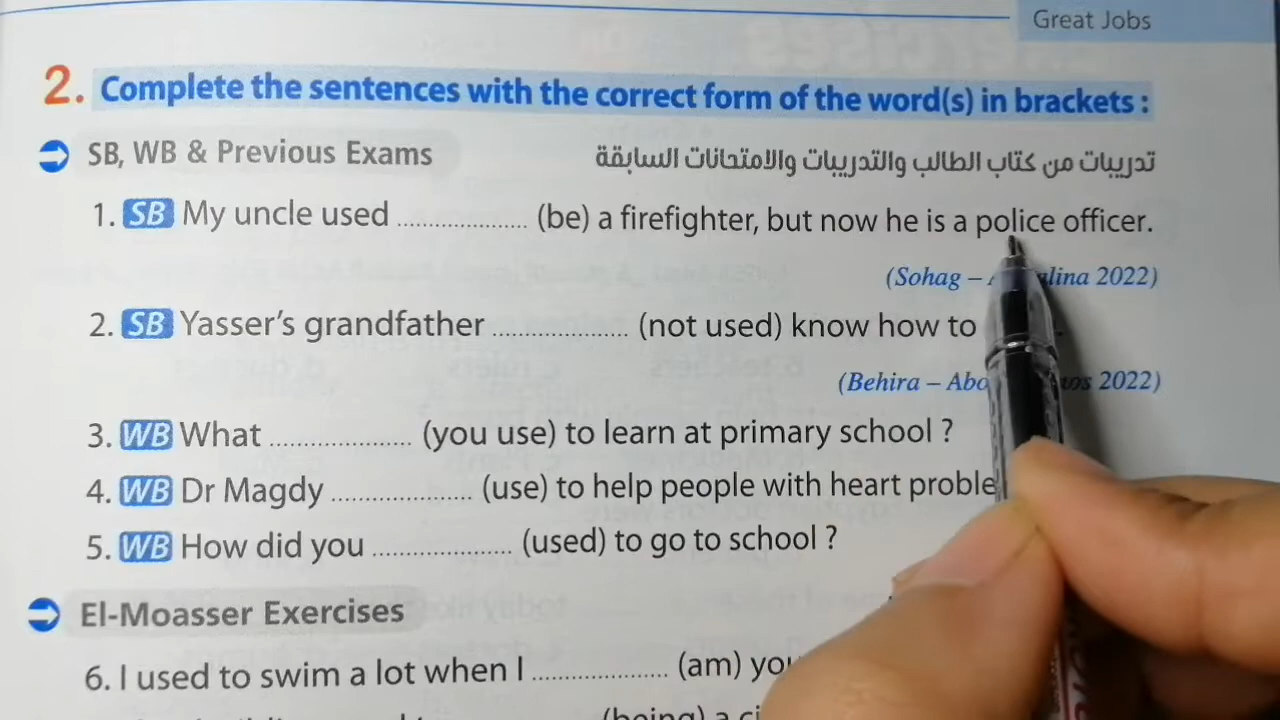 Great Jobs
2. Complete the sentences with the correct form of the word(s) in brackets :
SB, WB & Previous Exams تدريبات من كتاب الطالب والتدريبات والامتحانات السابقة
1. SB My uncle used .................... (be) a firefighter, but now he is a police officer.
(Sohag – 2022)
2. SB Yasser's grandfather .................... (not used) know how to
(Behira – 2022)
3. WB What .................... (you use) to learn at primary school ?
4. WB Dr Magdy .................... (use) to help people with heart
5. WB How did you .................... (used) to go to school ?
El-Moasser Exercises
6. I used to swim a lot when I .................... (am)
(being) a